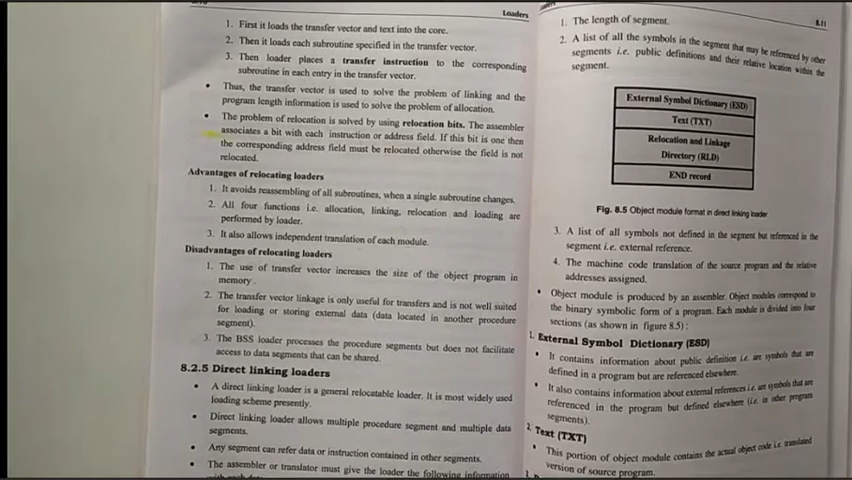 Loaders
1. First it loads the transfer vector and text into the core.
2. Then it loads each subroutine specified in the transfer vector.
3. Then loader places a transfer instruction to the corresponding
subroutine in each entry in the transfer vector.
• Thus, the transfer vector is used to solve the problem of linking and the
program length information is used to solve the problem of allocation.
• The problem of relocation is solved by using relocation bits. The assembler
associates a bit with each instruction or address field. If this bit is one then
the corresponding address field must be relocated otherwise the field is not
relocated.
Advantages of relocating loaders
1. It avoids reassembling of all subroutines, when a single subroutine changes.
2. All four functions i.e. allocation, linking, relocation and loading are
performed by loader.
3. It also allows independent translation of each module.
Disadvantages of relocating loaders
1. The use of transfer vector increases the size of the object program in
memory.
2. The transfer vector linkage is only useful for transfers and is not well suited
for loading or storing external data (data located in another procedure
segment).
3. The BSS loader processes the procedure segments but does not facilitate
access to data segments that can be shared.
8.2.5 Direct linking loaders
• A direct linking loader is a general relocatable loader. It is most widely used
loading scheme presently.
• Direct linking loader allows multiple procedure segment and multiple data
segments.
• Any segment can refer data or instruction contained in other segments.
• The assembler or translator must give the loader the following information
8.11
1. The length of segment.
2. A list of all the symbols in the segment that may be referenced by other
segments i.e. public definitions and their relative location within the
segment.
External Symbol Dictionary (ESD)
Text (TXT)
Relocation and Linkage
Directory (RLD)
END record
Fig. 8.5 Object module format in direct linking loader
3. A list of all symbols not defined in the segment but referenced in the
segment i.e. external reference.
4. The machine code translation of the source program and the relative
addresses assigned.
• Object module is produced by an assembler. Object modules correspond to
the binary symbolic form of a program. Each module is divided into four
sections (as shown in figure 8.5) :
1. External Symbol Dictionary (ESD)
• It contains information about public definition i.e. are symbols that are
defined in a program but are referenced elsewhere.
• It also contains information about external references i.e. are symbols that are
referenced in the program but defined elsewhere (i.e. in other program
segments).
2. Text (TXT)
• This portion of object module contains the actual object code i.e. translated
version of source program.